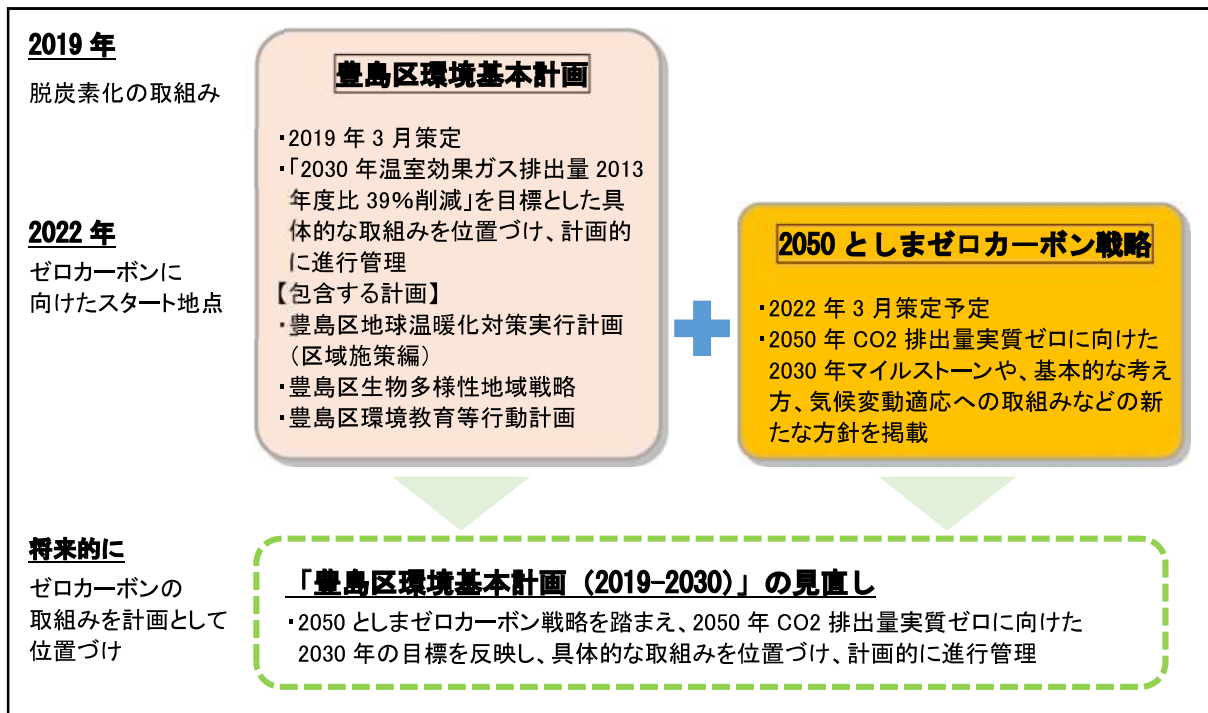 2019 年
脱炭素化の取組み
豊島区環境基本計画
・2019 年 3 月策定
・「2030 年温室効果ガス排出量 2013
年度比 39%削減」を目標とした具
体的な取組みを位置づけ、計画的
に進行管理
【包含する計画】
・豊島区地球温暖化対策実行計画
（区域施策編）
・豊島区生物多様性地域戦略
・豊島区環境教育等行動計画
2022 年
ゼロカーボンに
向けたスタート地点
2050 としまゼロカーボン戦略
・2022 年 3 月策定予定
・2050 年 CO2 排出量実質ゼロに向けた
2030 年マイルストーンや、基本的な考え
方、気候変動適応への取組みなどの新
たな方針を掲載
将来的に
ゼロカーボンの
取組みを計画として
位置づけ
「豊島区環境基本計画（2019-2030）」の見直し
・2050 としまゼロカーボン戦略を踏まえ、2050 年 CO2 排出量実質ゼロに向けた
2030 年の目標を反映し、具体的な取組みを位置づけ、計画的に進行管理